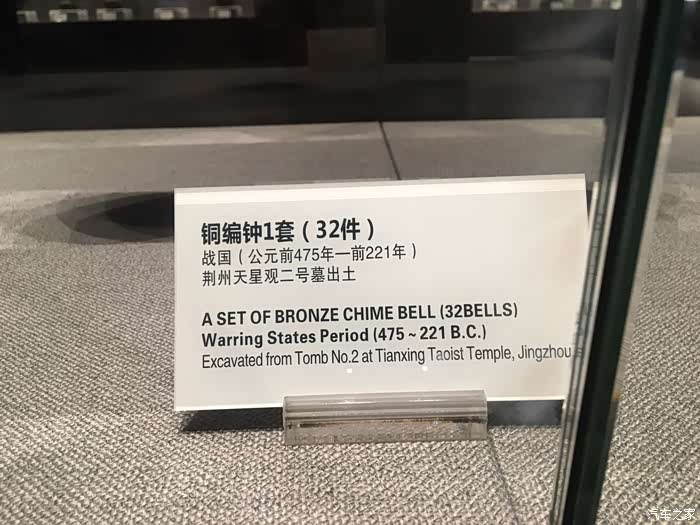 铜编钟1套（32件）
战国（公元前475年—前221年）
荆州天星观二号墓出土
A SET OF BRONZE CHIME BELL (32BELLS)
Warring States Period (475 ~ 221 B.C.)
Excavated from Tomb No.2 at Tianxing Taoist Temple, Jingzhou.
汽车之家